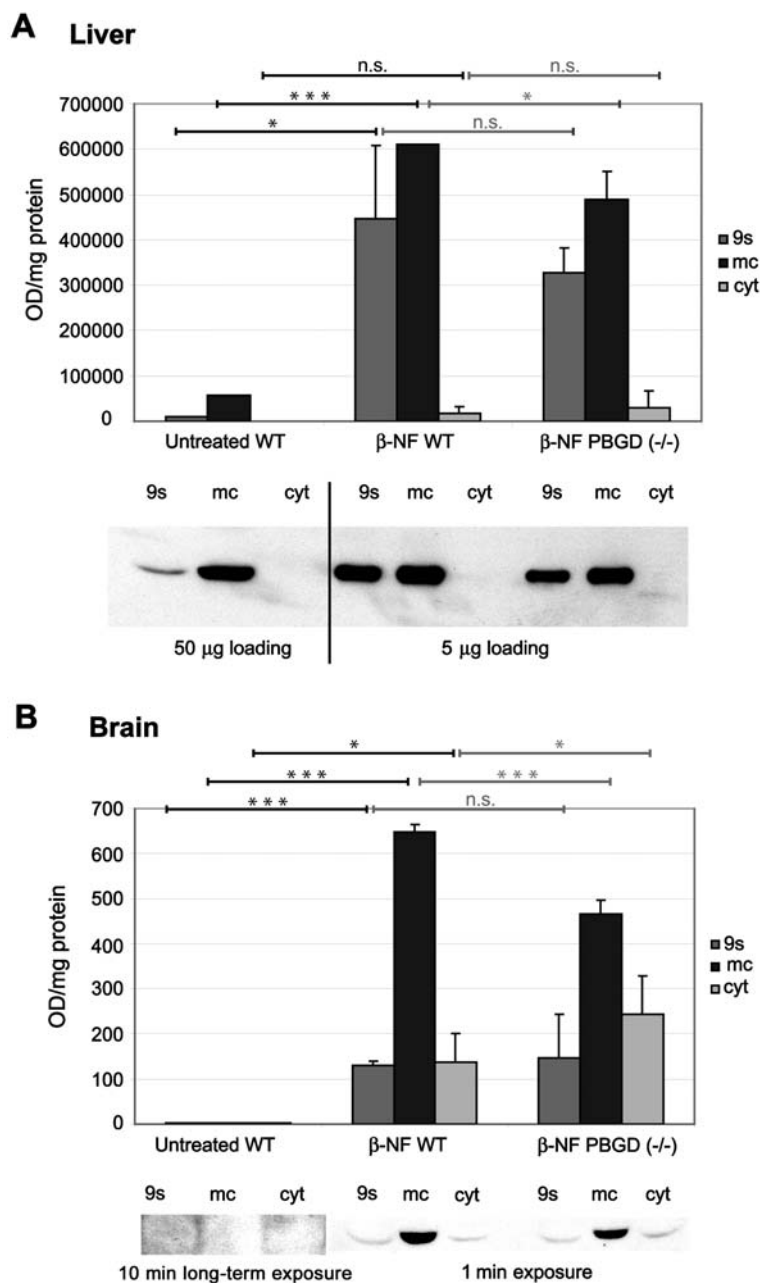 A Liver
n.s. n.s.
* * * *
* n.s.
700000
600000
500000
400000
300000
200000
100000
0
OD/mg protein
9s
mc
cyt
Untreated WT β-NF WT β-NF PBGD (-/-)
9s mc cyt 9s mc cyt 9s mc cyt
50 µg loading 5 µg loading
B Brain
* *
* * * * * *
* * * n.s.
700
600
500
400
300
200
100
0
OD/mg protein
9s
mc
cyt
Untreated WT β-NF WT β-NF PBGD (-/-)
9s mc cyt 9s mc cyt 9s mc cyt
10 min long-term exposure 1 min exposure